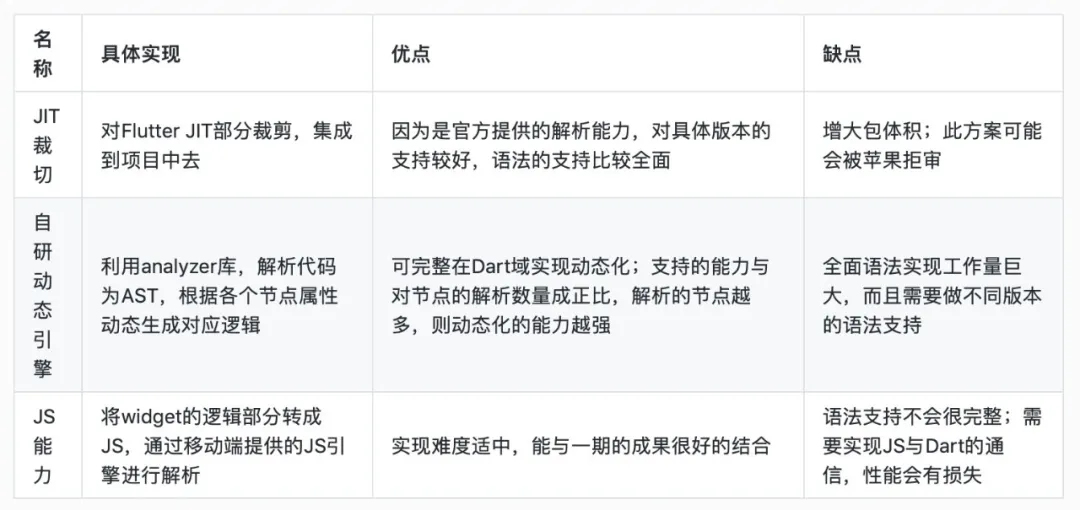 名
称
具体实现
优点
缺点
JIT
裁
切
对Flutter JIT部分裁剪，集成
到项目中去
因为是官方提供的解析能力，对具体版本的
支持较好，语法的支持比较全面
增大包体积；此方案可能
会被苹果拒审
自
研
动
态
引
擎
利用analyzer库，解析代码
为AST，根据各个节点属性
动态生成对应逻辑
可完整在Dart域实现动态化；支持的能力与
对节点的解析数量成正比，解析的节点越
多，则动态化的能力越强
全面语法实现工作量巨
大，而且需要做不同版本
的语法支持
JS
能
力
将widget的逻辑部分转成
JS，通过移动端提供的JS引
擎进行解析
实现难度适中，能与一期的成果很好的结合
语法支持不会很完整；需
要实现JS与Dart的通
信，性能会有损失